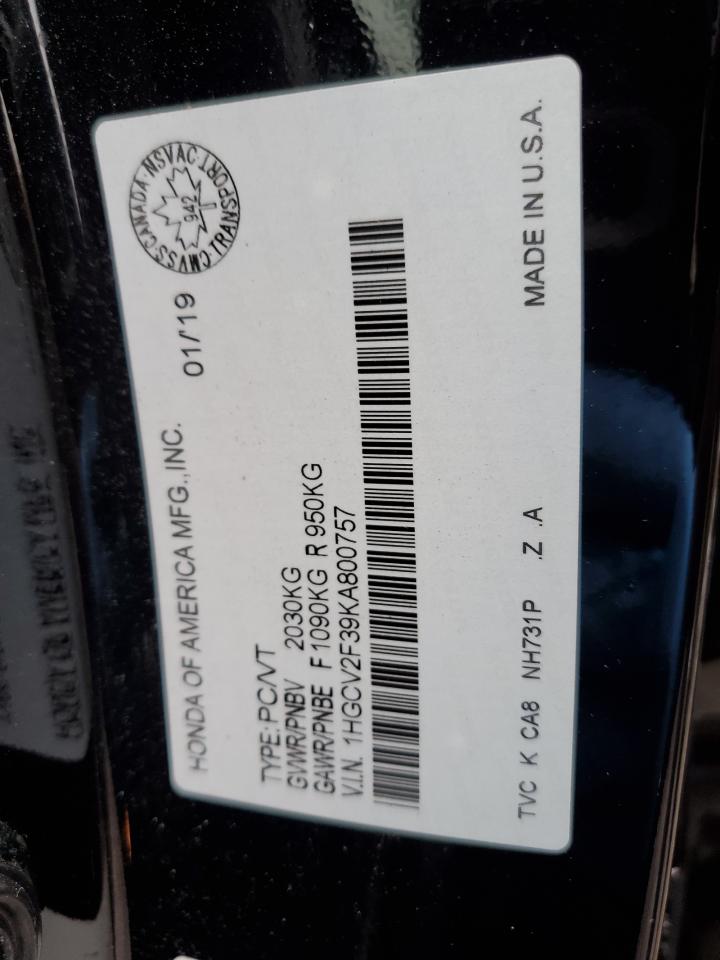 HONDA OF AMERICA MFG.,INC. 01/'19
CMVSS·CANADA·NSVAC·TRANSPORT
942
TYPE:PC/VT
GVWR/PNBV 2030KG
GAWR/PNBE F 1090KG R 950KG
V.I.N. 1HGCV2F39KA800757
TVC K CA8 NH731P .Z .A MADE IN U.S.A.